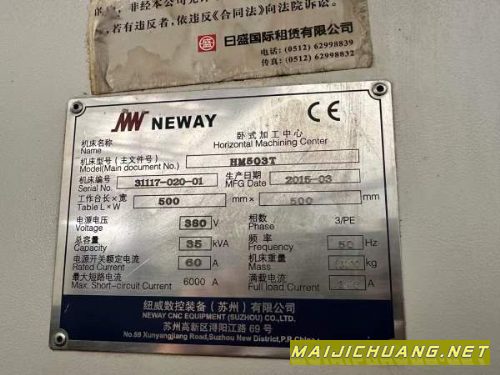 的，非经本公司允许
，若有违反者，依违反《合同法》向法院诉讼。
日盛国际租赁有限公司
电话：(0512) 62998839
传真：(0512) 62998832
NEWAY CE
机床名称 卧式加工中心
Name Horizontal Machining Center
机床型号（主文件号）
Model(Main document No.) HM503T
机床编号 生产日期
Serial No. 31117-020-01 MFG Date 2015-03
工作台长×宽
Table L×W 500 mm× 500 mm
电源电压 相数
Voltage 380 V Phase 3/PE
总容量 频率
Capacity 35 kVA Frequency 50 Hz
电源开关额定电流 机床重量
Rated Current 60 A Mass kg
最大短路电流 满载电流
Max. Short-circuit Current 6000 A Full load Current A
纽威数控装备（苏州）有限公司
NEWAY CNC EQUIPMENT (SUZHOU) CO.,LTD.
苏州高新区浔阳江路 69 号
No.69 Xunyangjiang Road,Suzhou New District,P.R.China
MAIJICHUANG.NET